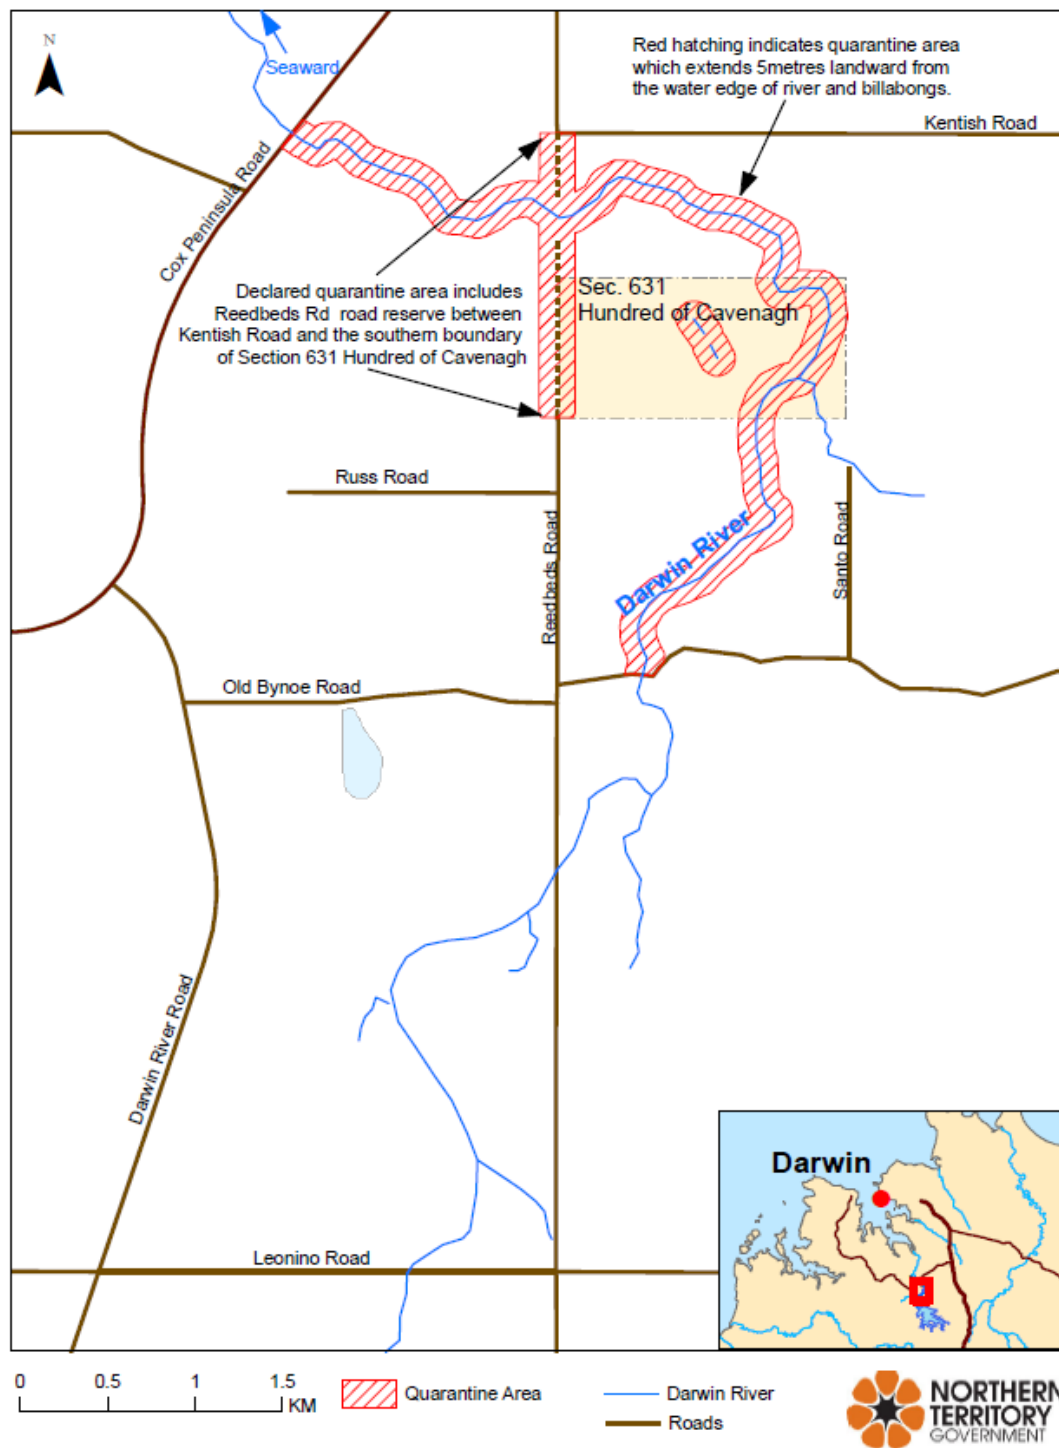 N
Seaward
Red hatching indicates quarantine area
which extends 5metres landward from
the water edge of river and billabongs.
Kentish Road
Cox Peninsula Road
Declared quarantine area includes
Reedbeds Rd road reserve between
Kentish Road and the southern boundary
of Section 631 Hundred of Cavenagh
Sec. 631
Hundred of Cavenagh
Russ Road
Reedbeds Road
Darwin River
Santo Road
Old Bynoe Road
Darwin River Road
Leonino Road
Darwin
0 0.5 1 1.5
KM
Quarantine Area
Darwin River
Roads
NORTHERN
TERRITORY
GOVERNMENT